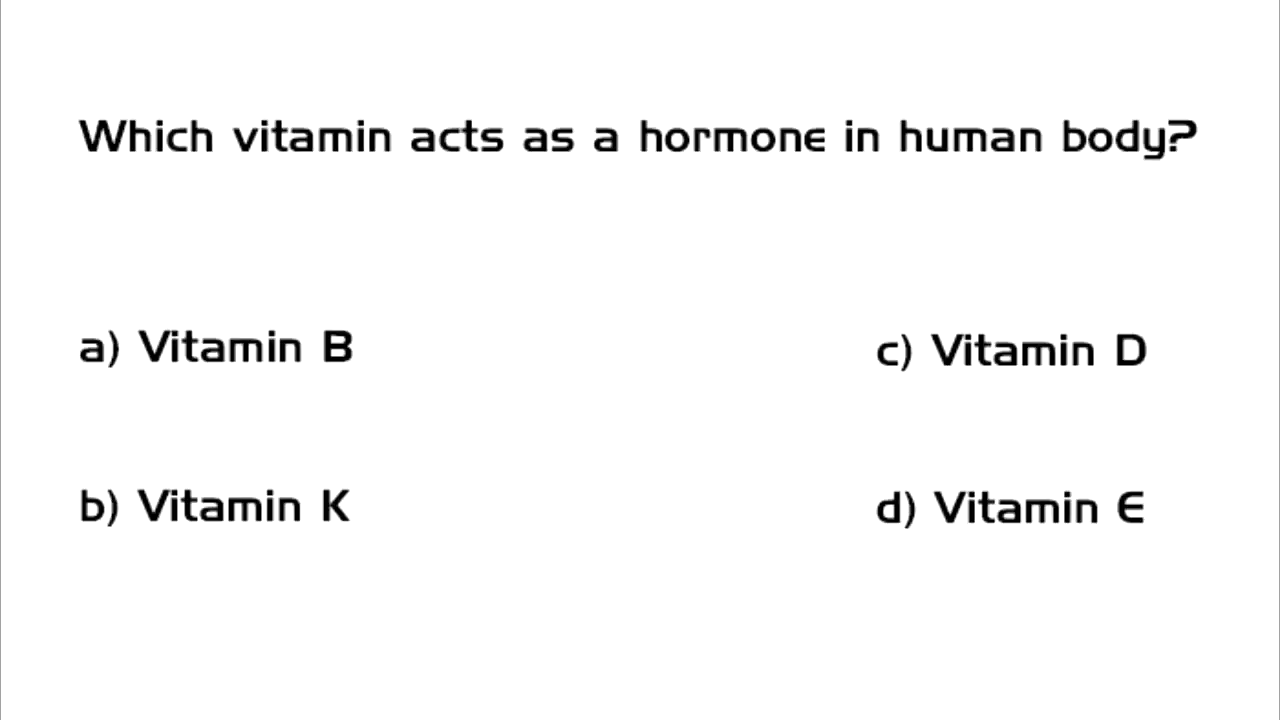 Which vitamin acts as a hormone in human body?
a) Vitamin B
c) Vitamin D
b) Vitamin K
d) Vitamin E